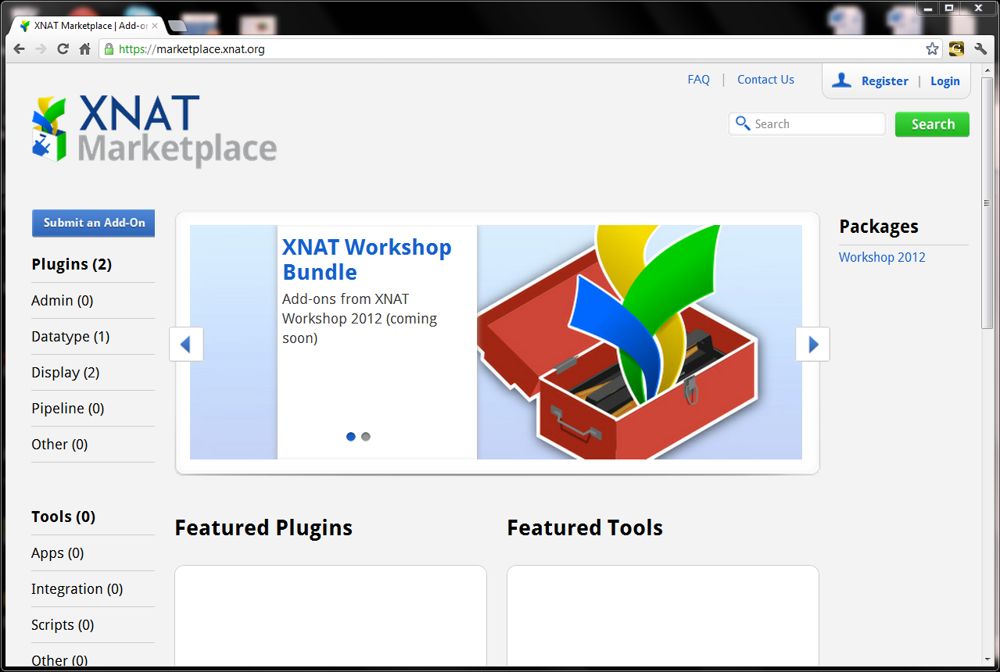 XNAT Marketplace | Add-o
https://marketplace.xnat.org
FAQ | Contact Us
Register | Login
XNAT
Marketplace
Search
Search
Submit an Add-On
Plugins (2)
Admin (0)
Datatype (1)
Display (2)
Pipeline (0)
Other (0)
Tools (0)
Apps (0)
Integration (0)
Scripts (0)
Other (0)
XNAT Workshop
Bundle
Add-ons from XNAT
Workshop 2012 (coming
soon)
Packages
Workshop 2012
Featured Plugins
Featured Tools